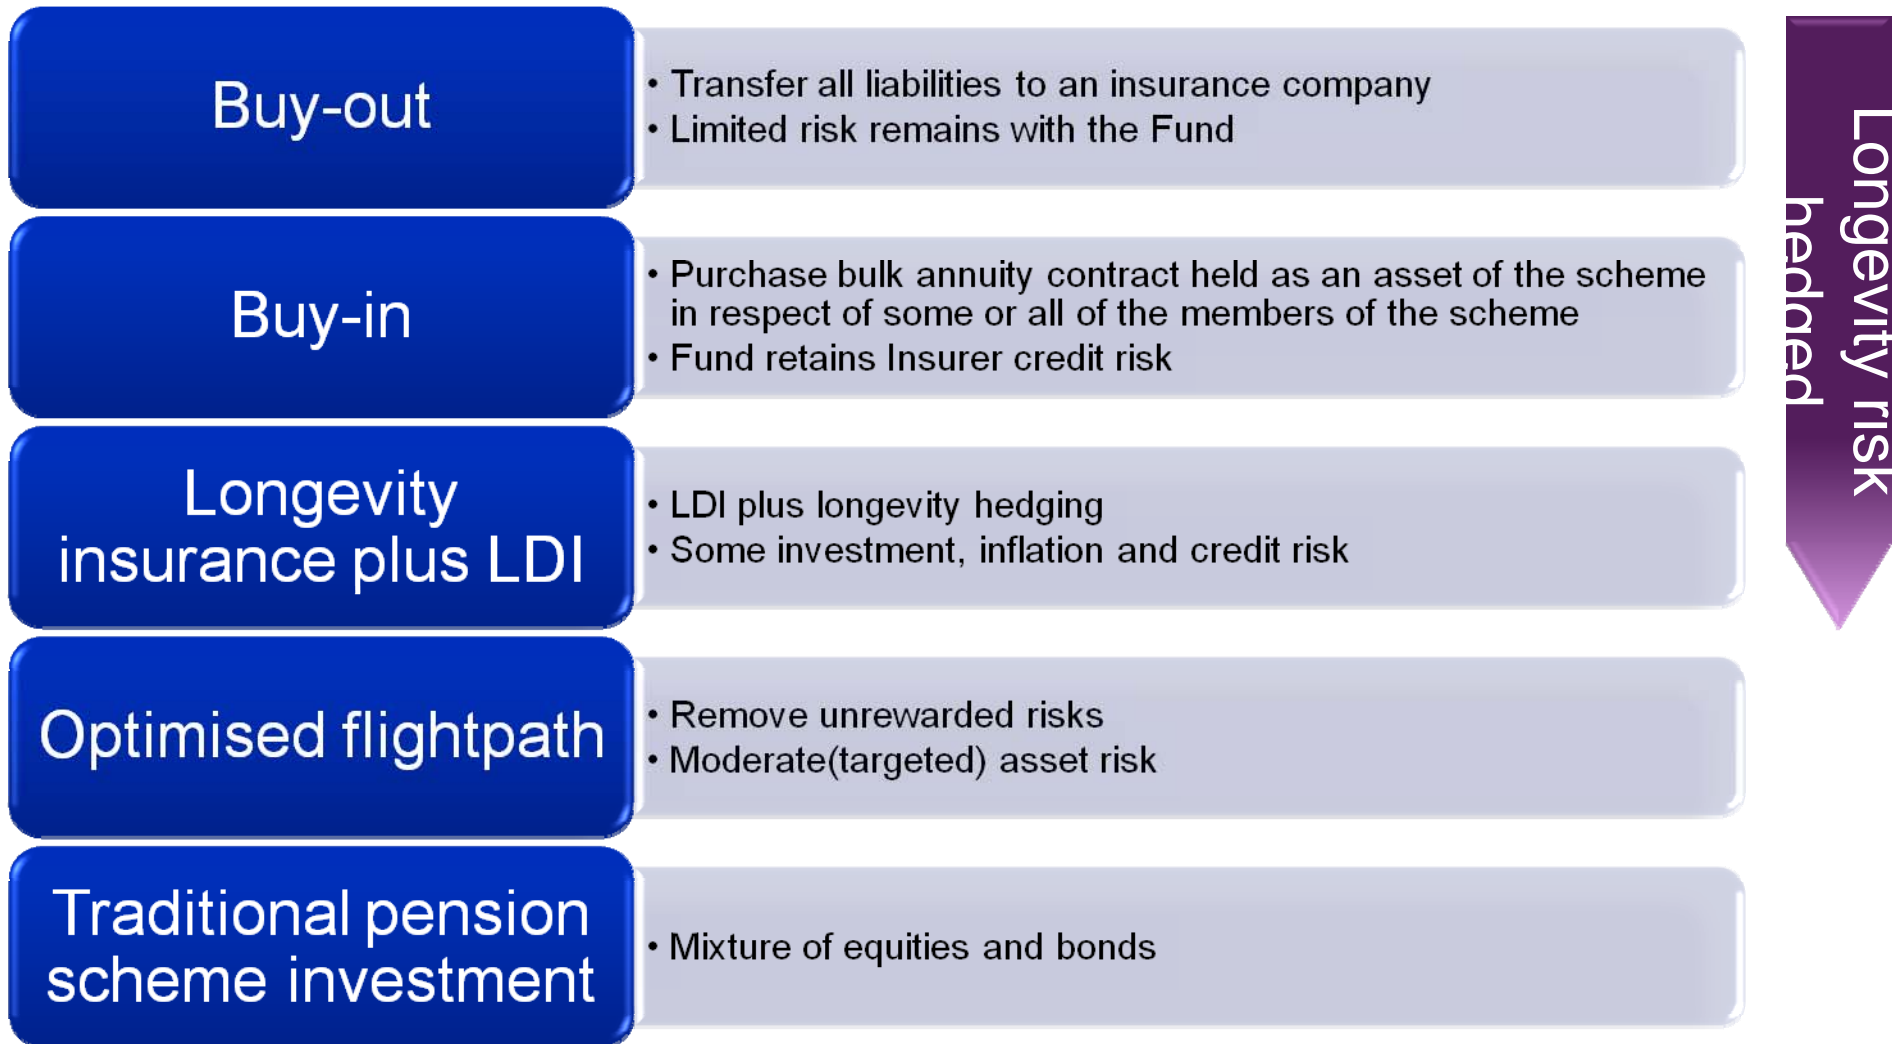 Buy-out
• Transfer all liabilities to an insurance company
• Limited risk remains with the Fund
Buy-in
• Purchase bulk annuity contract held as an asset of the scheme
in respect of some or all of the members of the scheme
• Fund retains Insurer credit risk
Longevity
insurance plus LDI
• LDI plus longevity hedging
• Some investment, inflation and credit risk
Optimised flightpath
• Remove unrewarded risks
• Moderate(targeted) asset risk
Traditional pension
scheme investment
• Mixture of equities and bonds
Longevity risk
hedged